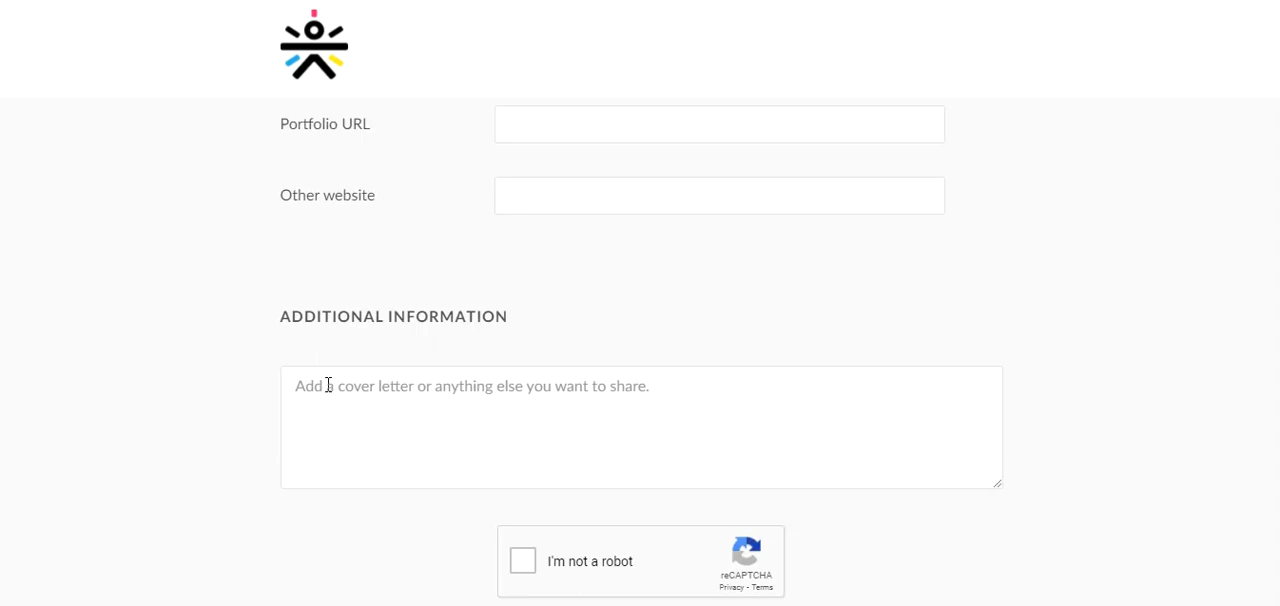 Portfolio URL
Other website
ADDITIONAL INFORMATION
Add a cover letter or anything else you want to share.
I'm not a robot
reCAPTCHA
Privacy - Terms